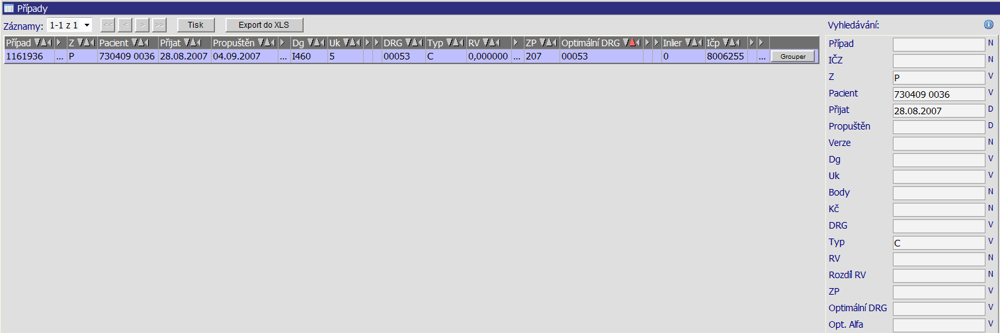 Případy
Záznamy: 1-1 z 1 << < > >> Tisk Export do XLS
Případ Z Pacient Přijat Propuštěn Dg Uk DRG Typ RV ZP Optimální DRG Inlier Ičp
1161936 ... P 730409 0036 28.08.2007 04.09.2007 ... I460 5 00053 C 0,000000 ... 207 00053 0 8006255 ... Grouper
Vyhledávání:
Případ N
IČZ N
Z P V
Pacient 730409 0036 V
Přijat 28.08.2007 D
Propuštěn D
Verze N
Dg V
Uk V
Body N
Kč N
DRG V
Typ C V
RV N
Rozdíl RV N
ZP V
Optimální DRG V
Opt. Alfa V